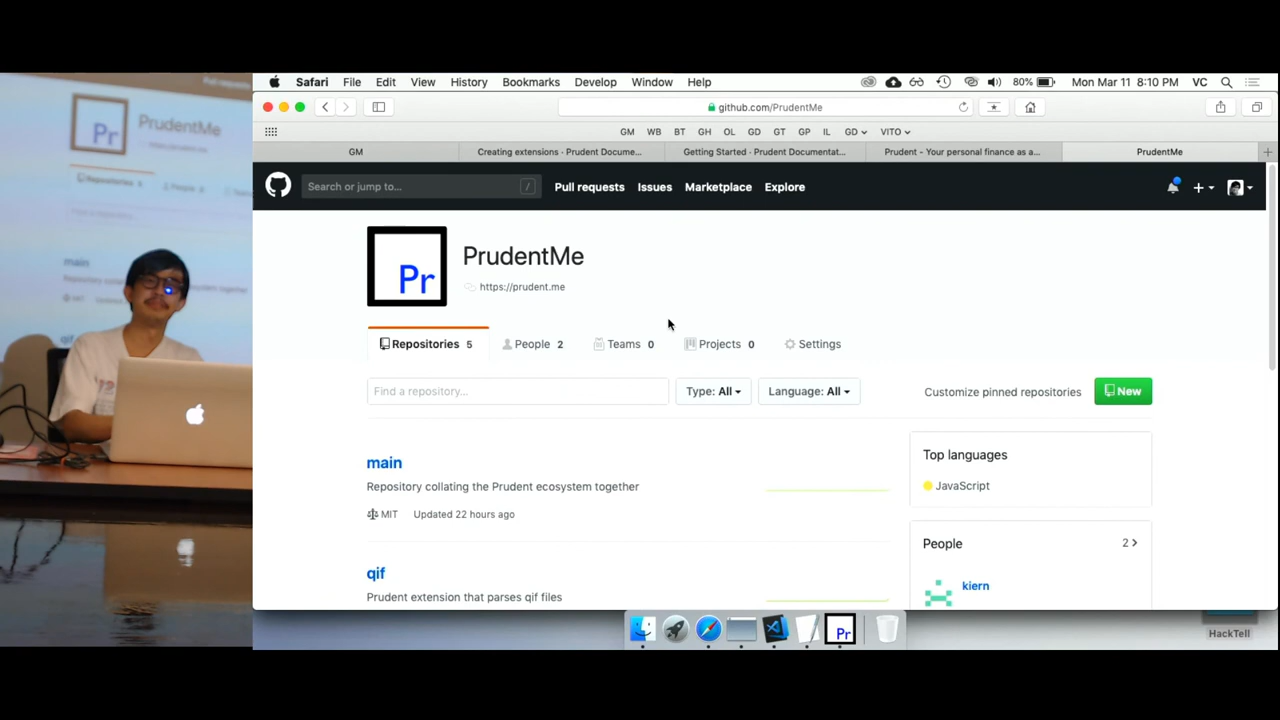 Safari File Edit View History Bookmarks Develop Window Help 80% Mon Mar 11 8:10 PM VC
github.com/PrudentMe
GM WB BT GH OL GD GT GP IL GD VITO
GM Creating extensions · Prudent Docume... Getting Started · Prudent Documentat... Prudent - Your personal finance as a... PrudentMe
Search or jump to... / Pull requests Issues Marketplace Explore
Pr PrudentMe
https://prudent.me
Repositories 5 People 2 Teams 0 Projects 0 Settings
Find a repository... Type: All Language: All Customize pinned repositories New
main
Repository collating the Prudent ecosystem together
MIT Updated 22 hours ago
qif
Prudent extension that parses qif files
Top languages
JavaScript
People 2
kiern
Pr
HackTell
Pr PrudentMe
Repositories
People
main